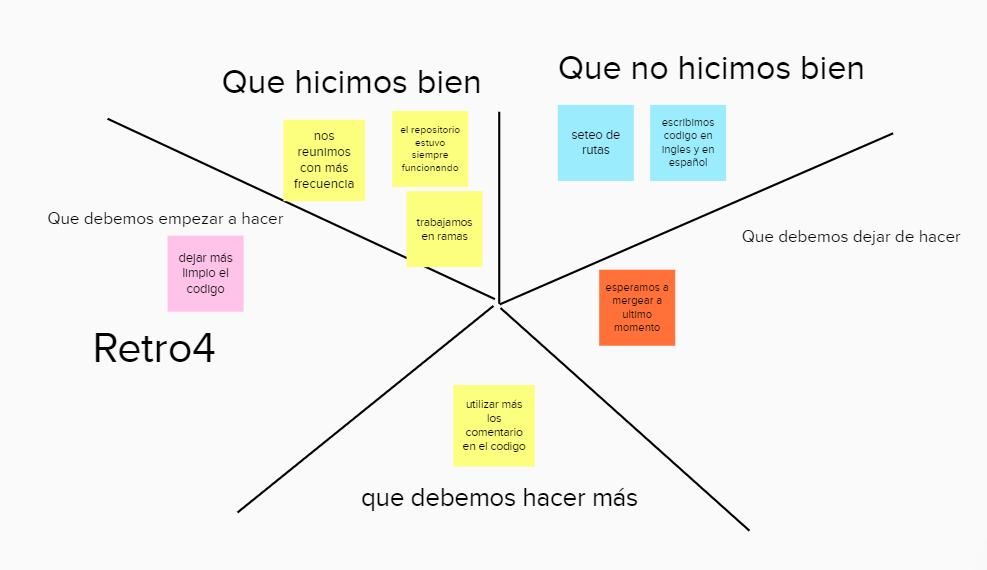 Que hicimos bien
nos
reunimos
con más
frecuencia
el repositorio
estuvo
siempre
funcionando
trabajamos
en ramas
Que no hicimos bien
seteo de
rutas
escribimos
codigo en
ingles y en
español
Que debemos empezar a hacer
dejar más
limpio el
codigo
Retro4
Que debemos dejar de hacer
esperamos a
mergear a
ultimo
momento
utilizar más
los
comentario
en el codigo
que debemos hacer más